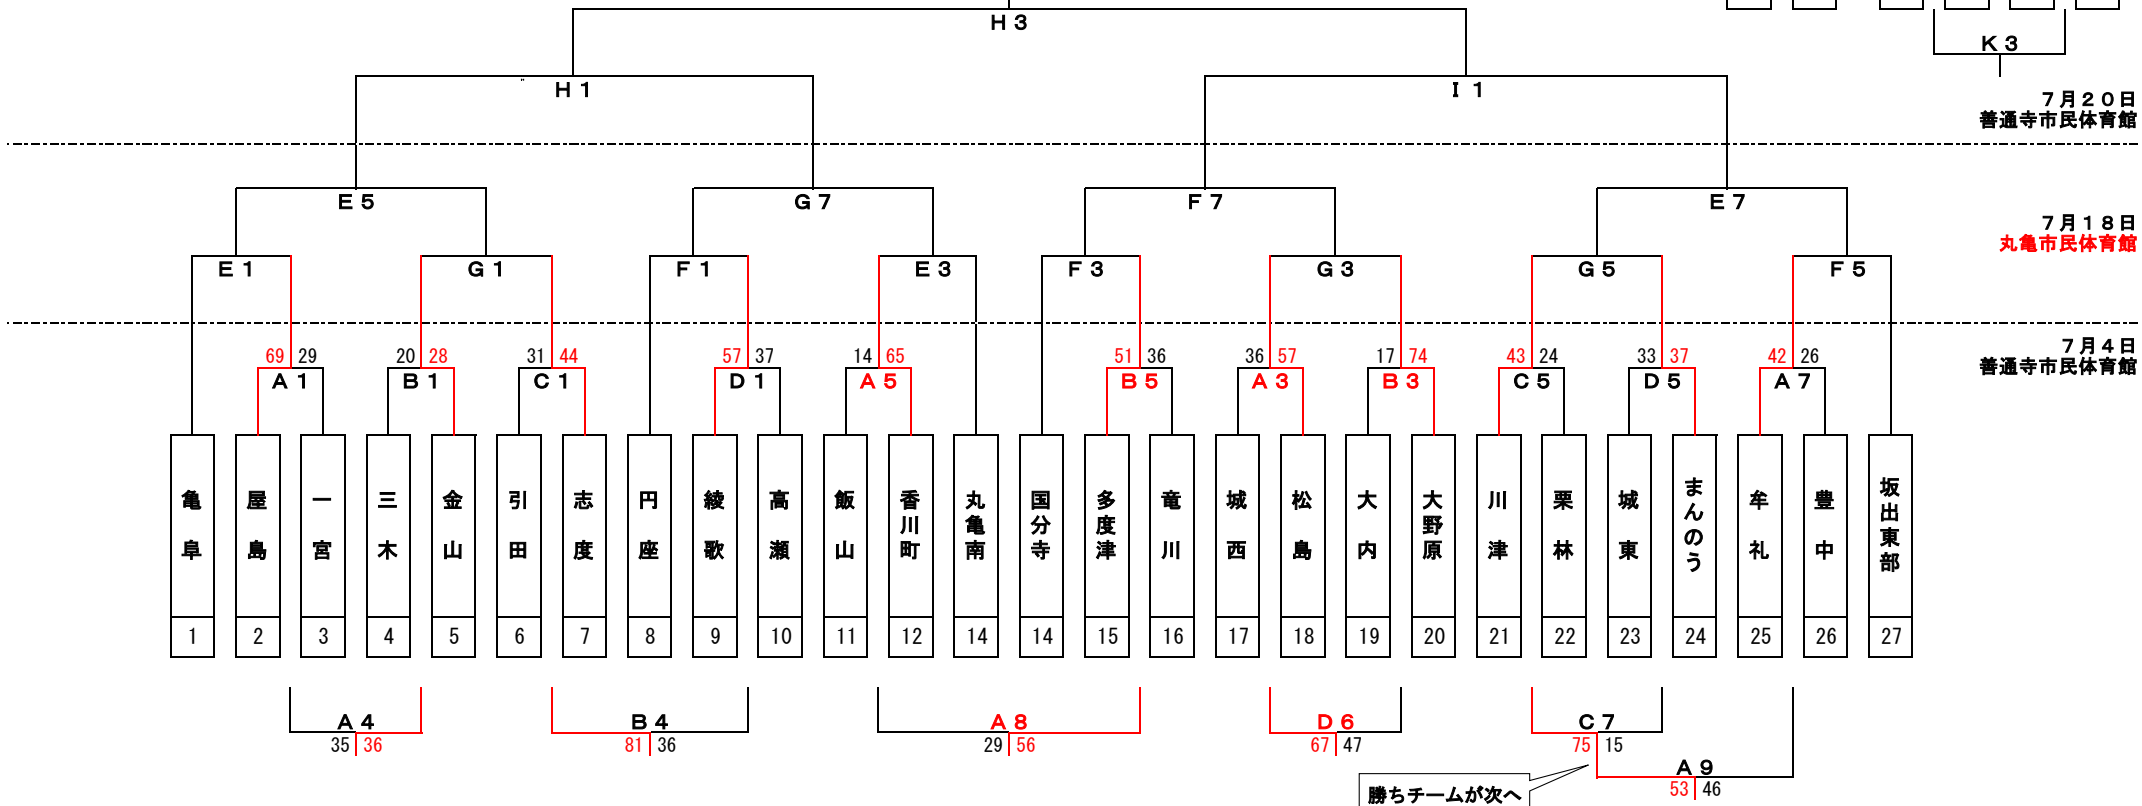 H3
K3
H1
I1
7月20日
善通寺市民体育館
E5
G7
F7
E7
7月18日
丸亀市民体育館
E1
G1
F1
E3
F3
G3
G5
F5
69 29
20 28
31 44
57 37
14 65
51 36
36 57
17 74
43 24
33 37
42 26
7月4日
善通寺市民体育館
A1
B1
C1
D1
A5
B5
A3
B3
C5
D5
A7
亀阜
屋島
一宮
三木
金山
引田
志度
円座
綾歌
高瀬
飯山
香川町
丸亀南
国分寺
多度津
竜川
城西
松島
大内
大野原
川津
栗林
城東
まんのう
牟礼
豊中
坂出東部
1 2 3 4 5 6 7 8 9 10 11 12 14 14 15 16 17 18 19 20 21 22 23 24 25 26 27
A4
B4
A8
D6
C7
35 36
81 36
29 56
67 47
75 15
A9
53 46
勝ちチームが次へ